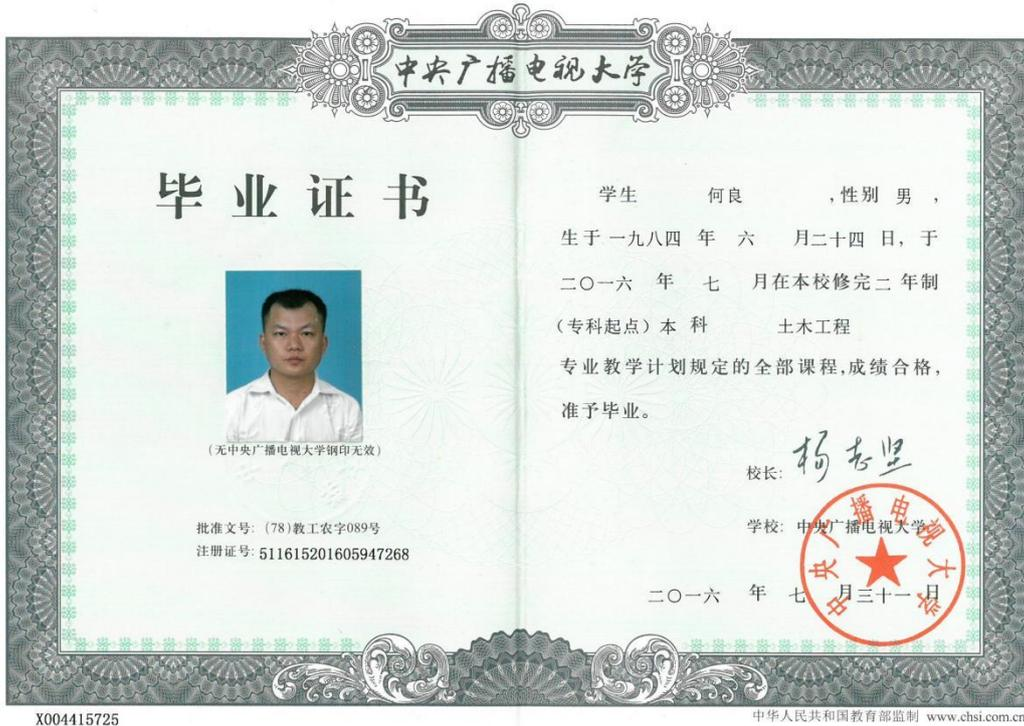 中央广播电视大学
毕业证书
(无中央广播电视大学钢印无效)
批准文号: (78)教工农字089号
注册证号: 511615201605947268
学生 何良 ,性别 男 ,
生于 一九八四 年 六 月二十四 日, 于
二〇一六 年 七 月在本校修完二 年制
(专科起点) 本 科 土木工程
专业教学计划规定的全部课程,成绩合格,
准予毕业。
校长: 杨志坚
学校: 中央广播电视大学
二〇一六 年 七 月三十一 日
中央广播电视大学
X004415725
中华人民共和国教育部监制 www.chsi.com.cn